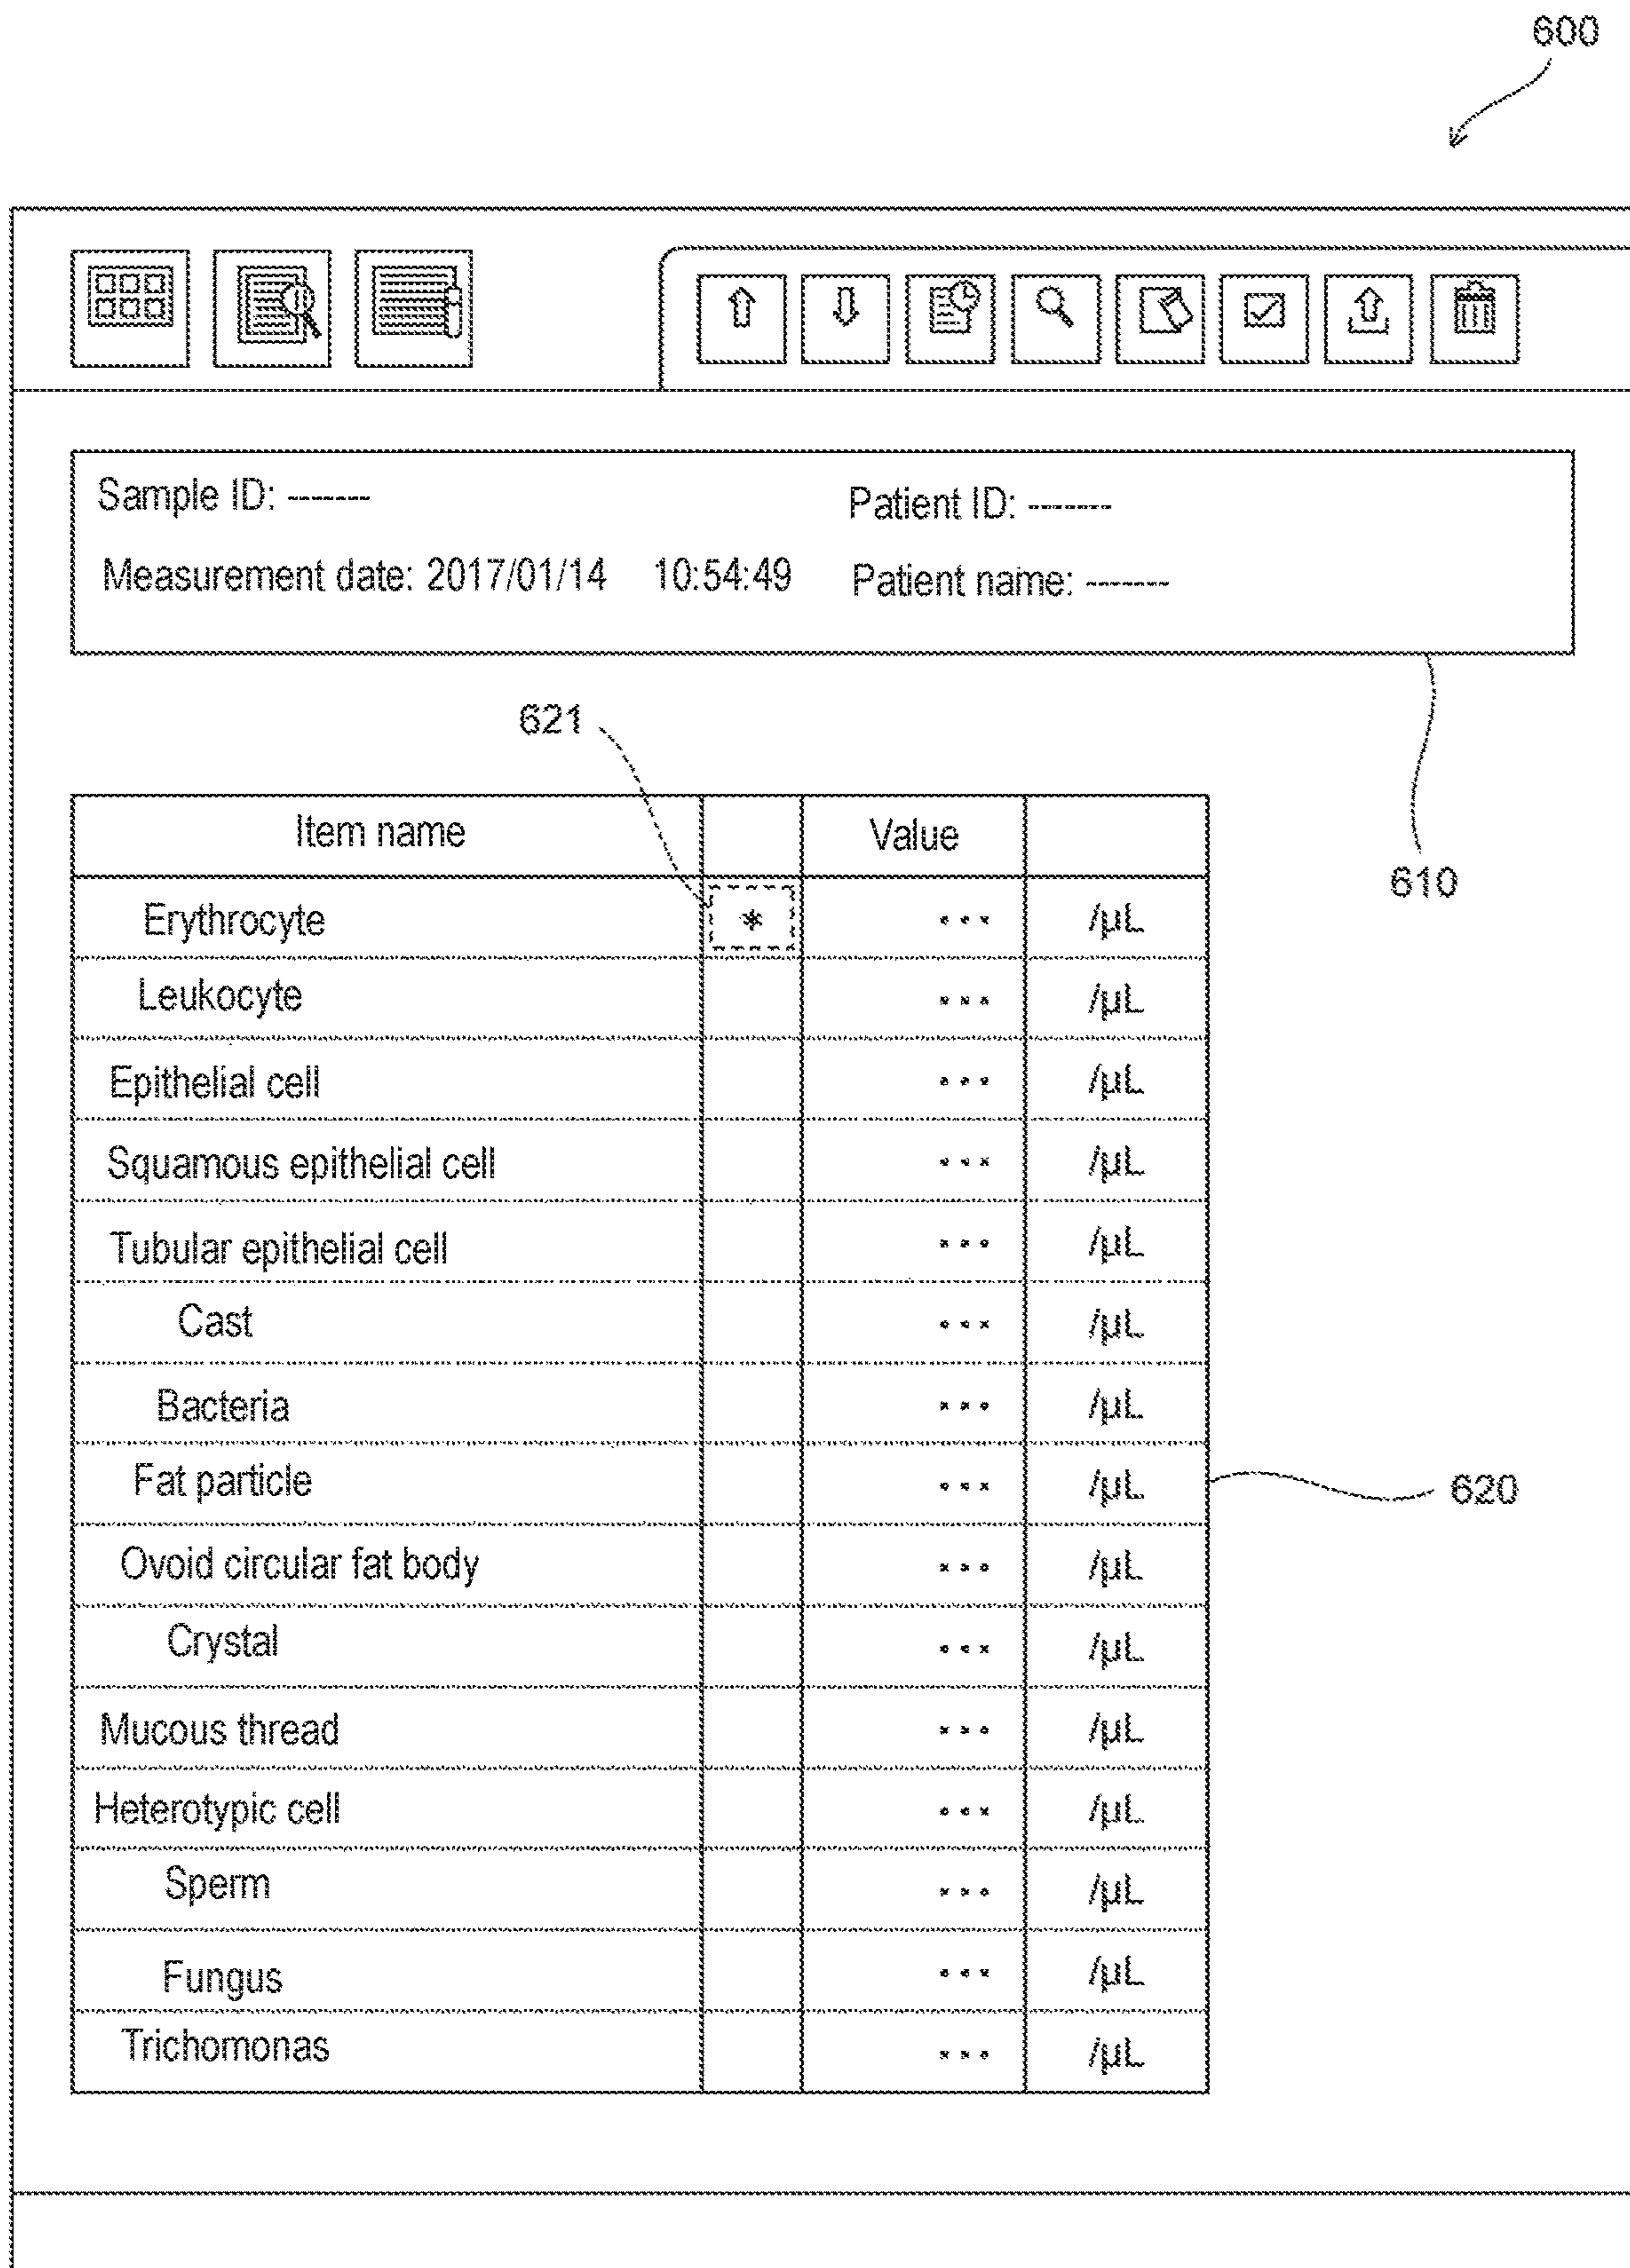 600
Sample ID: ------- Patient ID: -------
Measurement date: 2017/01/14 10:54:49 Patient name: -------
621
610
Item name Value
Erythrocyte * ... /µL
Leukocyte ... /µL
Epithelial cell ... /µL
Squamous epithelial cell ... /µL
Tubular epithelial cell ... /µL
Cast ... /µL
Bacteria ... /µL
Fat particle ... /µL
620
Ovoid circular fat body ... /µL
Crystal ... /µL
Mucous thread ... /µL
Heterotypic cell ... /µL
Sperm ... /µL
Fungus ... /µL
Trichomonas ... /µL